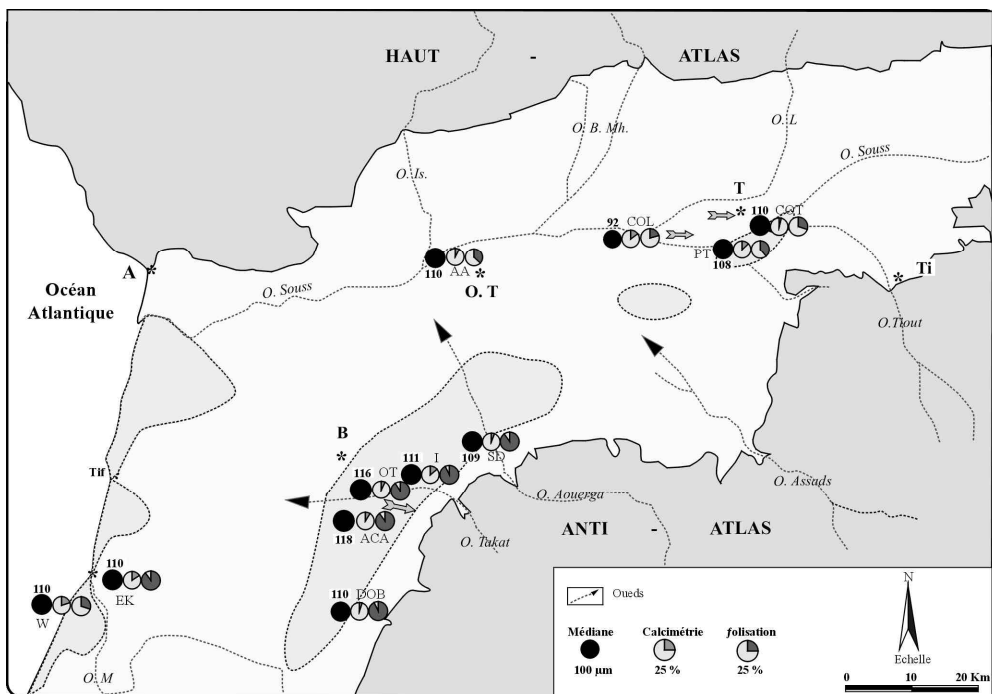 HAUT - ATLAS
O. Is.
O. B. Mh.
O. L
O. Souss
T
92 COL
110 COT
PT 108
A
Océan
Atlantique
O. Souss
110 AA
O. T
Ti
O.Tiout
B
116 OT
111 I
109 SD
Tif
118 ACA
O. Aouerga
O. Assads
O. Takat
ANTI - ATLAS
110
EK
110
W
110 DOB
O. M
Oueds
Médiane
100 µm
Calcimétrie
25 %
ƒolisation
25 %
N
Echelle
0 10 20 Km